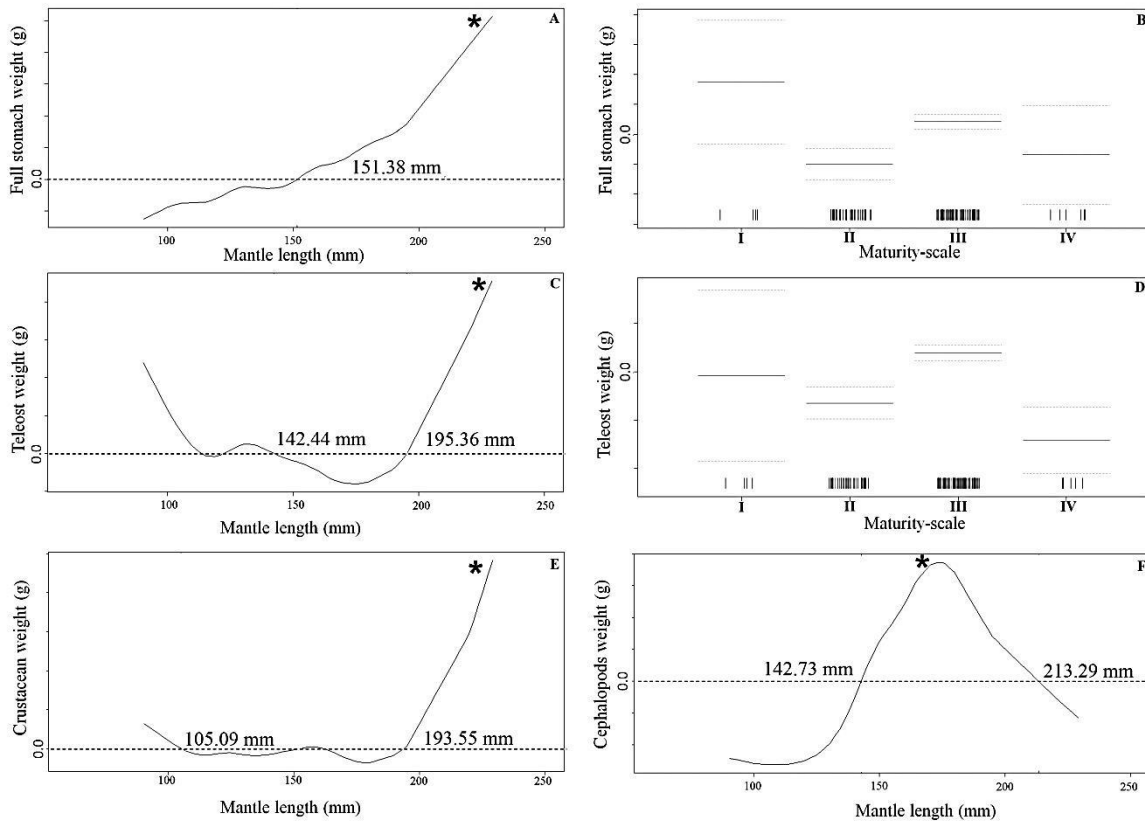 A
Full stomach weight (g)
0.0
*
151.38 mm
100
150
200
250
Mantle length (mm)
B
Full stomach weight (g)
0.0
I
II
III
IV
Maturity-scale
C
Teleost weight (g)
0.0
*
142.44 mm
195.36 mm
100
150
200
250
Mantle length (mm)
D
Teleost weight (g)
0.0
I
II
III
IV
Maturity-scale
E
Crustacean weight (g)
0.0
*
105.09 mm
193.55 mm
100
150
200
250
Mantle length (mm)
F
Cephalopods weight (g)
0.0
*
142.73 mm
213.29 mm
100
150
200
250
Mantle length (mm)